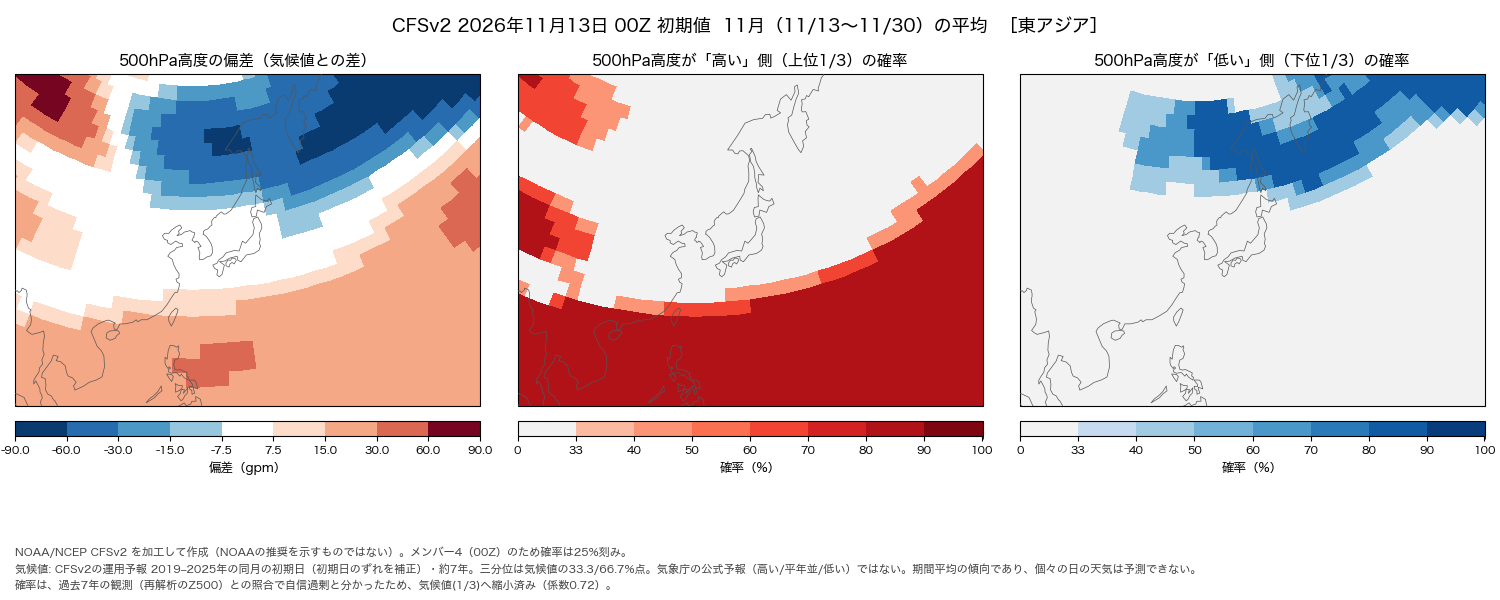 CFSv2 2026年11月13日 00Z 初期値  11月（11/13～11/30）の平均  ［東アジア］
500hPa高度の偏差（気候値との差）
500hPa高度が「高い」側（上位1/3）の確率
500hPa高度が「低い」側（下位1/3）の確率
-90.0 -60.0 -30.0 -15.0 -7.5 7.5 15.0 30.0 60.0 90.0
偏差（gpm）
0 33 40 50 60 70 80 90 100
確率（%）
0 33 40 50 60 70 80 90 100
確率（%）
NOAA/NCEP CFSv2 を加工して作成（NOAAの推奨を示すものではない）。メンバー4（00Z）のため確率は25%刻み。
気候値: CFSv2の運用予報 2019–2025年の同月の初期日（初期日のずれを補正）・約7年。三分位は気候値の33.3/66.7%点。気象庁の公式予報（高い/平年並/低い）ではない。期間平均の傾向であり、個々の日の天気は予測できない。
確率は、過去7年の観測（再解析のZ500）との照合で自信過剰と分かったため、気候値(1/3)へ縮小済み（係数0.72）。